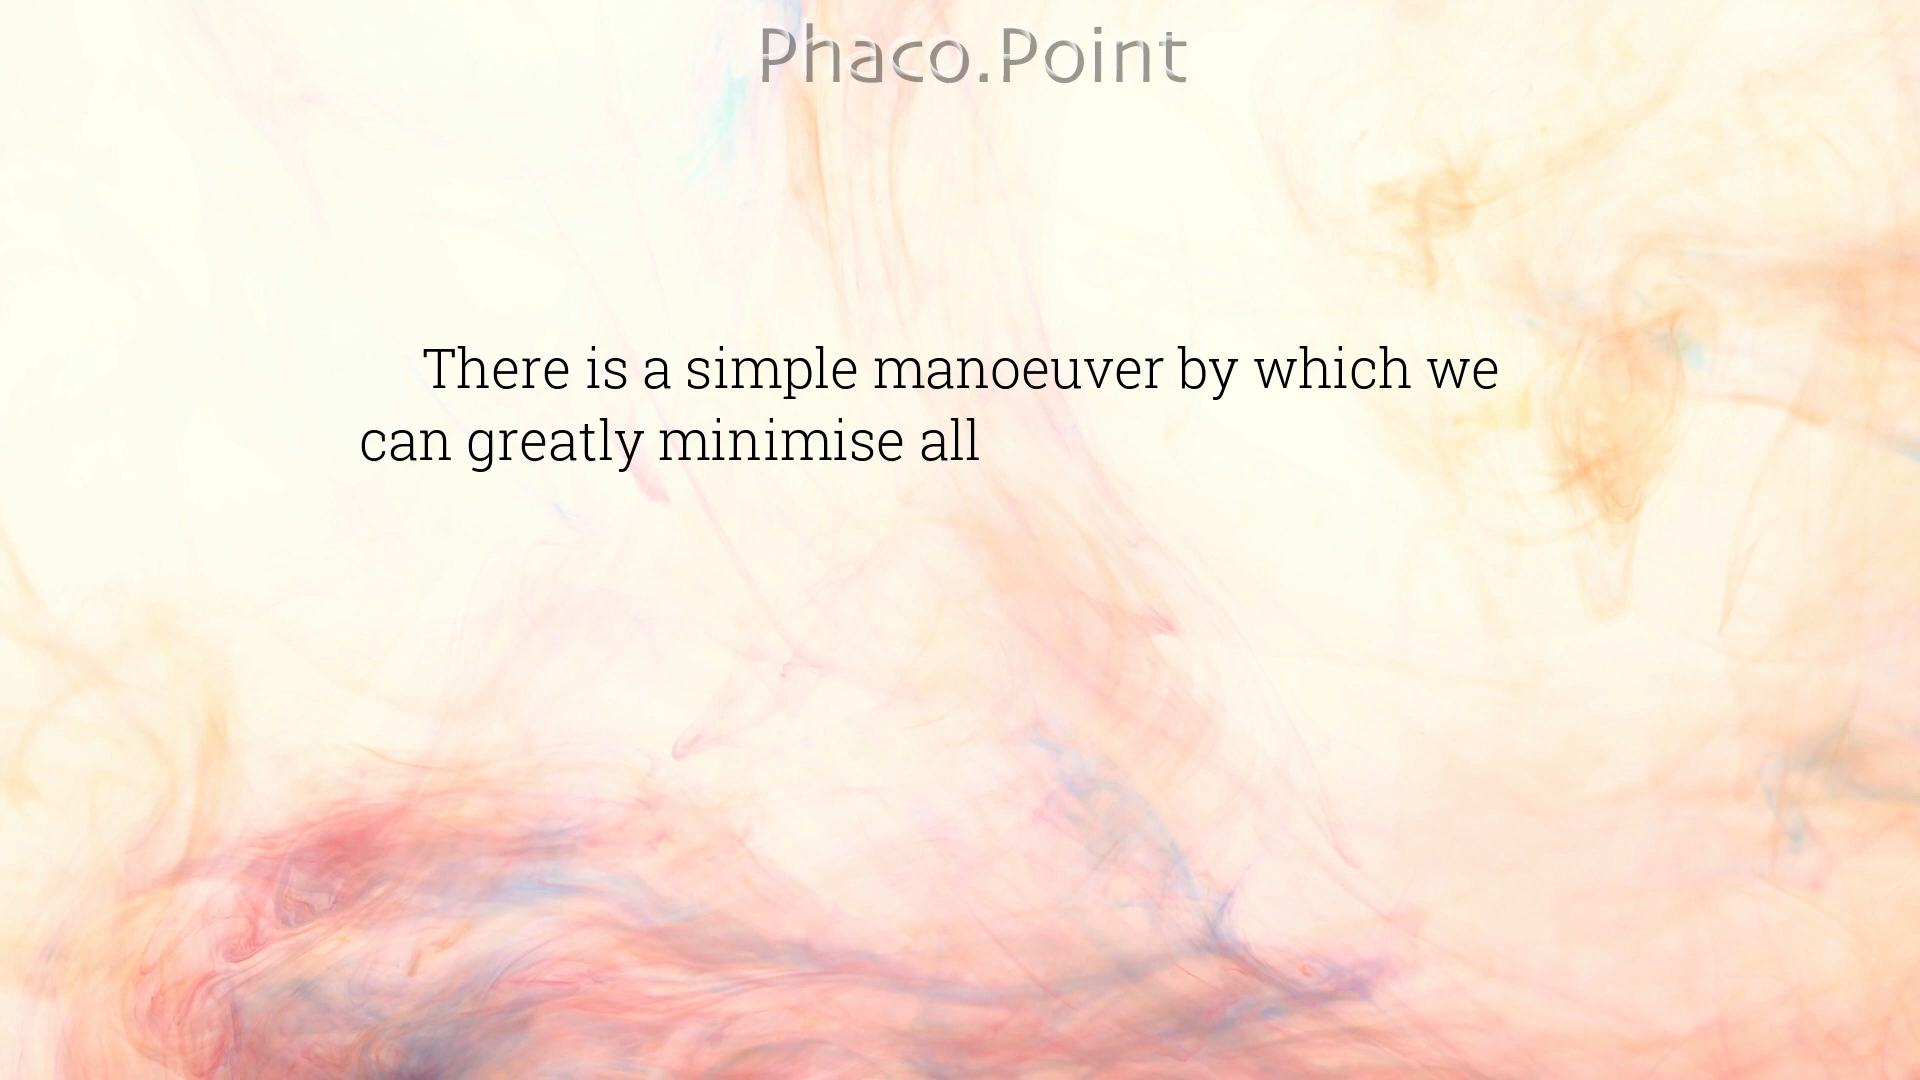 Phaco.Point
There is a simple manoeuver by which we
can greatly minimise all